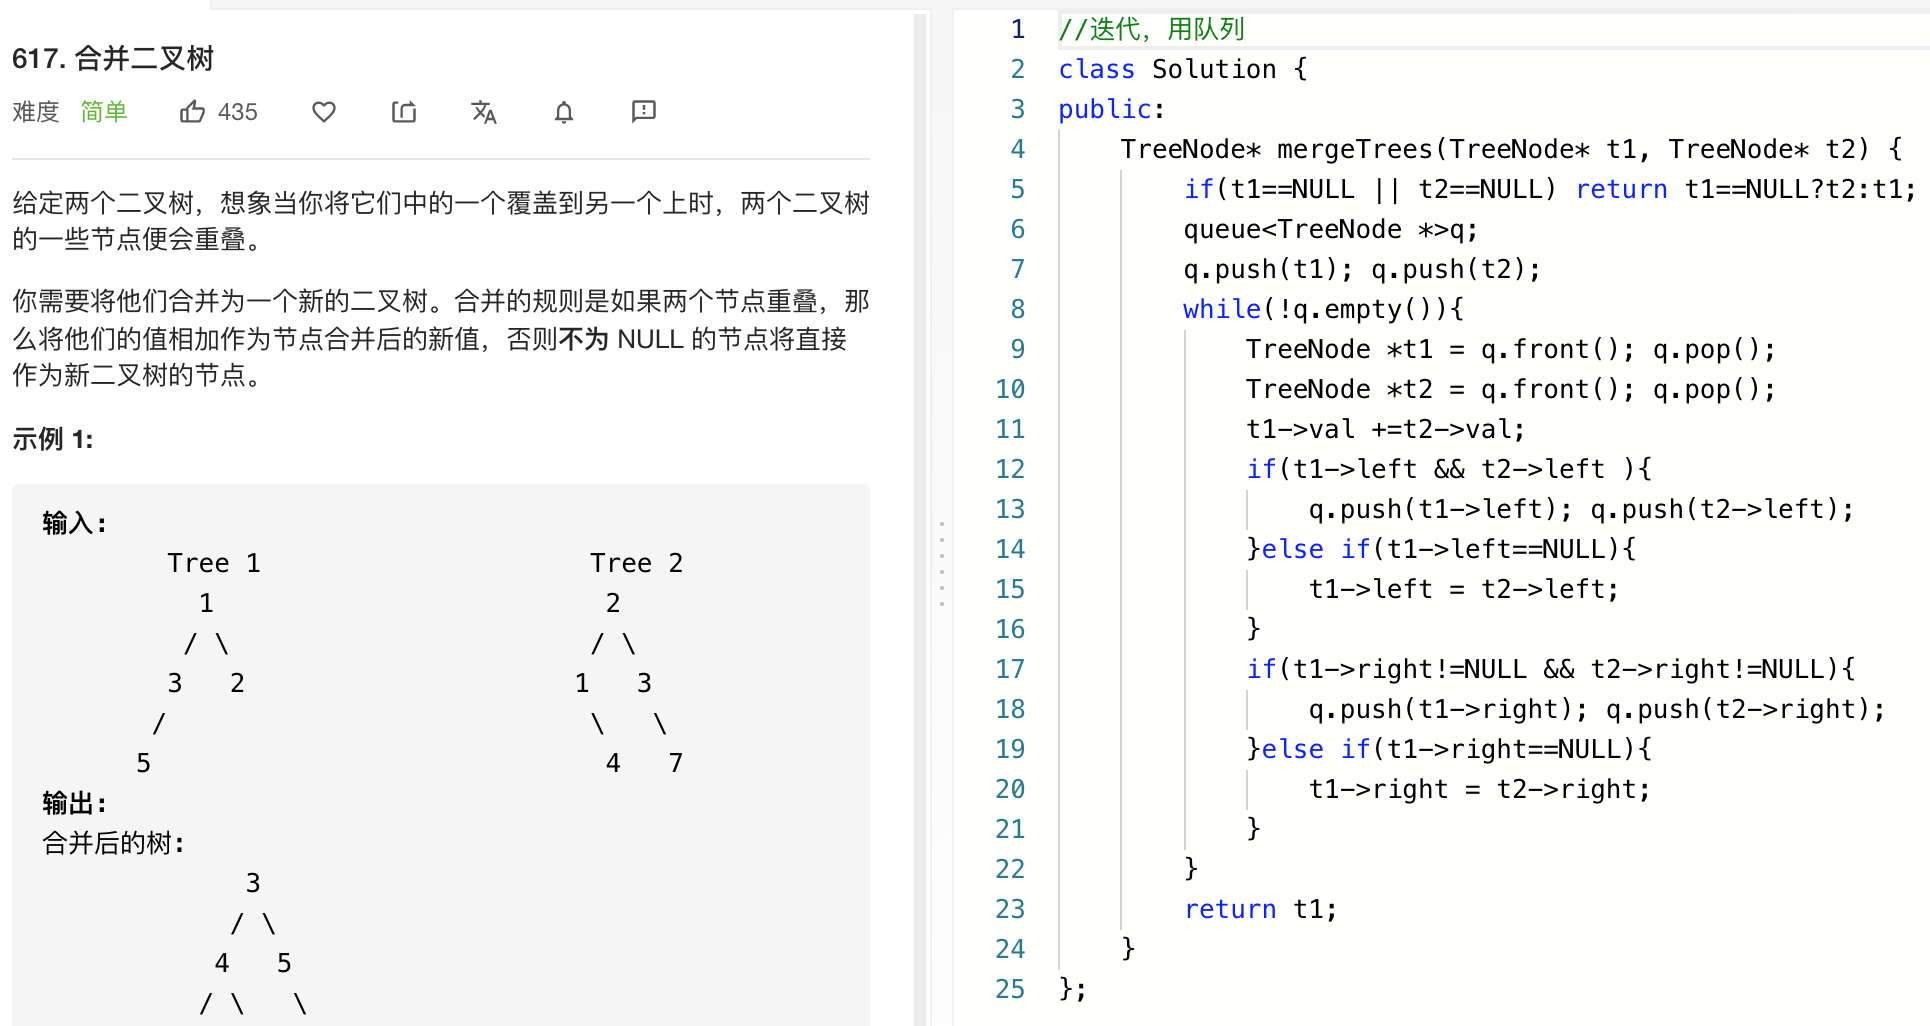 617. 合并二叉树
难度 简单 435
给定两个二叉树，想象当你将它们中的一个覆盖到另一个上时，两个二叉树
的一些节点便会重叠。
你需要将他们合并为一个新的二叉树。合并的规则是如果两个节点重叠，那
么将他们的值相加作为节点合并后的新值，否则不为 NULL 的节点将直接
作为新二叉树的节点。
示例 1:
输入:
Tree 1 Tree 2
1 2
/ \ / \
3 2 1 3
/ \ \
5 4 7
输出:
合并后的树:
3
/ \
4 5
/ \ \
1 //迭代，用队列
2 class Solution {
3 public:
4 TreeNode* mergeTrees(TreeNode* t1, TreeNode* t2) {
5 if(t1==NULL || t2==NULL) return t1==NULL?t2:t1;
6 queue<TreeNode *>q;
7 q.push(t1); q.push(t2);
8 while(!q.empty()){
9 TreeNode *t1 = q.front(); q.pop();
10 TreeNode *t2 = q.front(); q.pop();
11 t1->val +=t2->val;
12 if(t1->left && t2->left ){
13 q.push(t1->left); q.push(t2->left);
14 }else if(t1->left==NULL){
15 t1->left = t2->left;
16 }
17 if(t1->right!=NULL && t2->right!=NULL){
18 q.push(t1->right); q.push(t2->right);
19 }else if(t1->right==NULL){
20 t1->right = t2->right;
21 }
22 }
23 return t1;
24 }
25 };